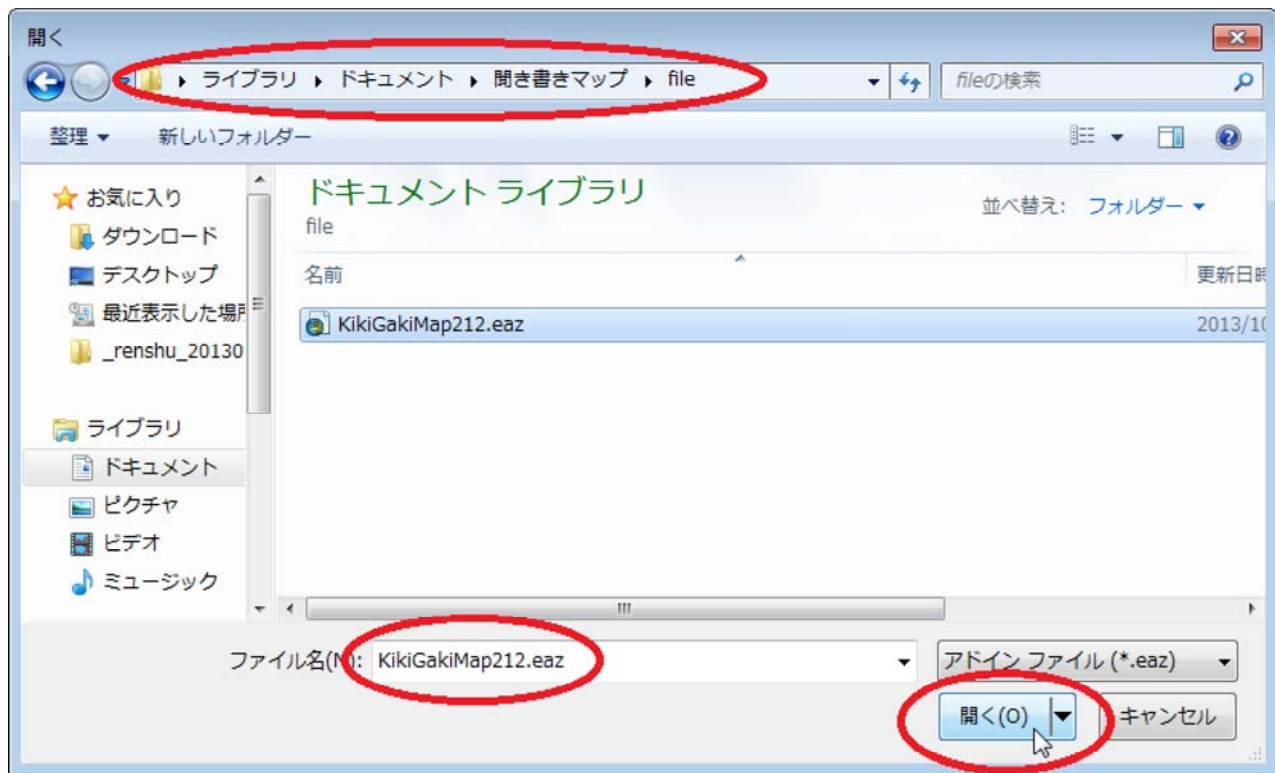 開く
ライブラリ ▸ ドキュメント ▸ 聞き書きマップ ▸ file
fileの検索
整理 新しいフォルダー
お気に入り
ダウンロード
デスクトップ
最近表示した場所
_renshu_20130
ライブラリ
ドキュメント
ピクチャ
ビデオ
ミュージック
ドキュメント ライブラリ
file
並べ替え: フォルダー
名前 更新日時
KikiGakiMap212.eaz 2013/10
ファイル名(N): KikiGakiMap212.eaz
アドイン ファイル (*.eaz)
開く(O) キャンセル